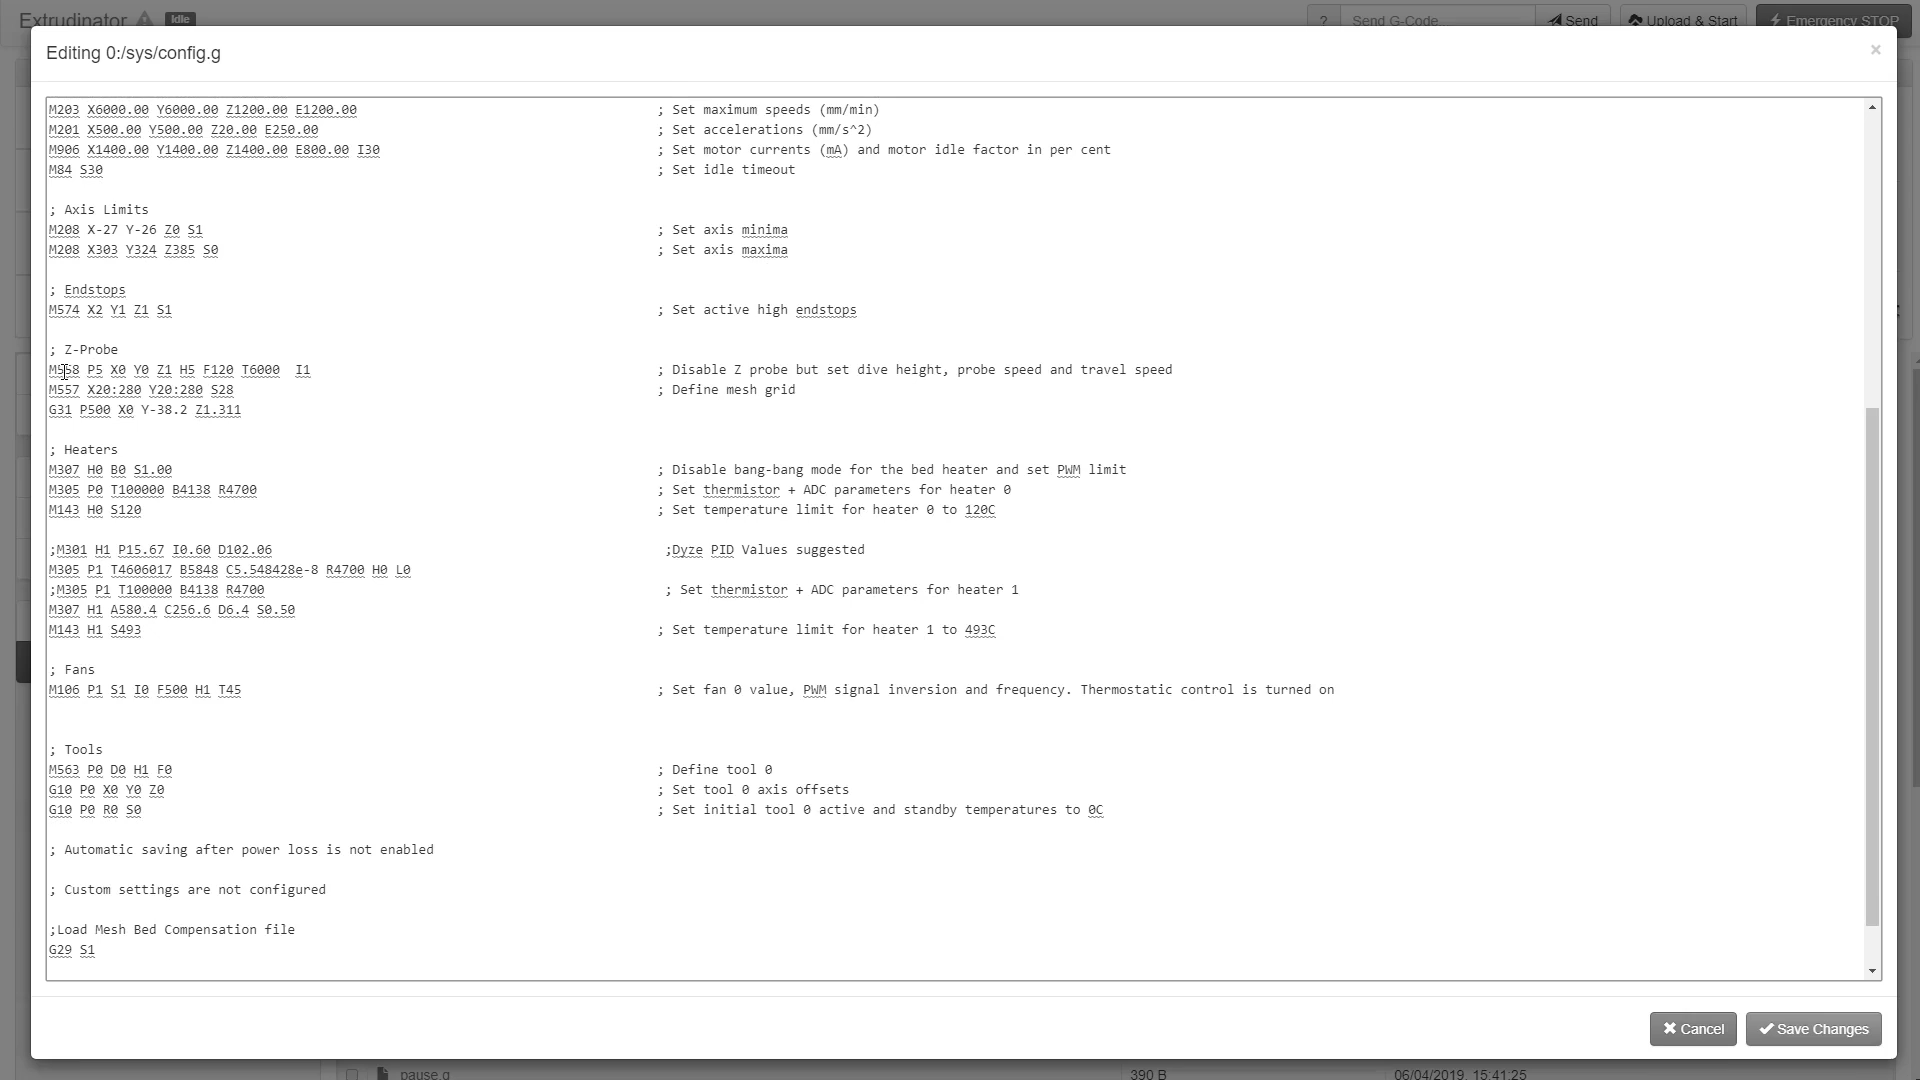 Extrudinator Idle ? Send G-Code... Send Upload & Start Emergency STOP
Editing 0:/sys/config.g ×
M203 X6000.00 Y6000.00 Z1200.00 E1200.00 ; Set maximum speeds (mm/min)
M201 X500.00 Y500.00 Z20.00 E250.00 ; Set accelerations (mm/s^2)
M906 X1400.00 Y1400.00 Z1400.00 E800.00 I30 ; Set motor currents (mA) and motor idle factor in per cent
M84 S30 ; Set idle timeout
; Axis Limits
M208 X-27 Y-26 Z0 S1 ; Set axis minima
M208 X303 Y324 Z385 S0 ; Set axis maxima
; Endstops
M574 X2 Y1 Z1 S1 ; Set active high endstops
; Z-Probe
M558 P5 X0 Y0 Z1 H5 F120 T6000 I1 ; Disable Z probe but set dive height, probe speed and travel speed
M557 X20:280 Y20:280 S28 ; Define mesh grid
G31 P500 X0 Y-38.2 Z1.311
; Heaters
M307 H0 B0 S1.00 ; Disable bang-bang mode for the bed heater and set PWM limit
M305 P0 T100000 B4138 R4700 ; Set thermistor + ADC parameters for heater 0
M143 H0 S120 ; Set temperature limit for heater 0 to 120C
;M301 H1 P15.67 I0.60 D102.06 ;Dyze PID Values suggested
M305 P1 T4606017 B5848 C5.548428e-8 R4700 H0 L0
;M305 P1 T100000 B4138 R4700 ; Set thermistor + ADC parameters for heater 1
M307 H1 A580.4 C256.6 D6.4 S0.50
M143 H1 S493 ; Set temperature limit for heater 1 to 493C
; Fans
M106 P1 S1 I0 F500 H1 T45 ; Set fan 0 value, PWM signal inversion and frequency. Thermostatic control is turned on
; Tools
M563 P0 D0 H1 F0 ; Define tool 0
G10 P0 X0 Y0 Z0 ; Set tool 0 axis offsets
G10 P0 R0 S0 ; Set initial tool 0 active and standby temperatures to 0C
; Automatic saving after power loss is not enabled
; Custom settings are not configured
;Load Mesh Bed Compensation file
G29 S1
Cancel Save Changes
pause.g 390 B 06/04/2019, 15:41:25